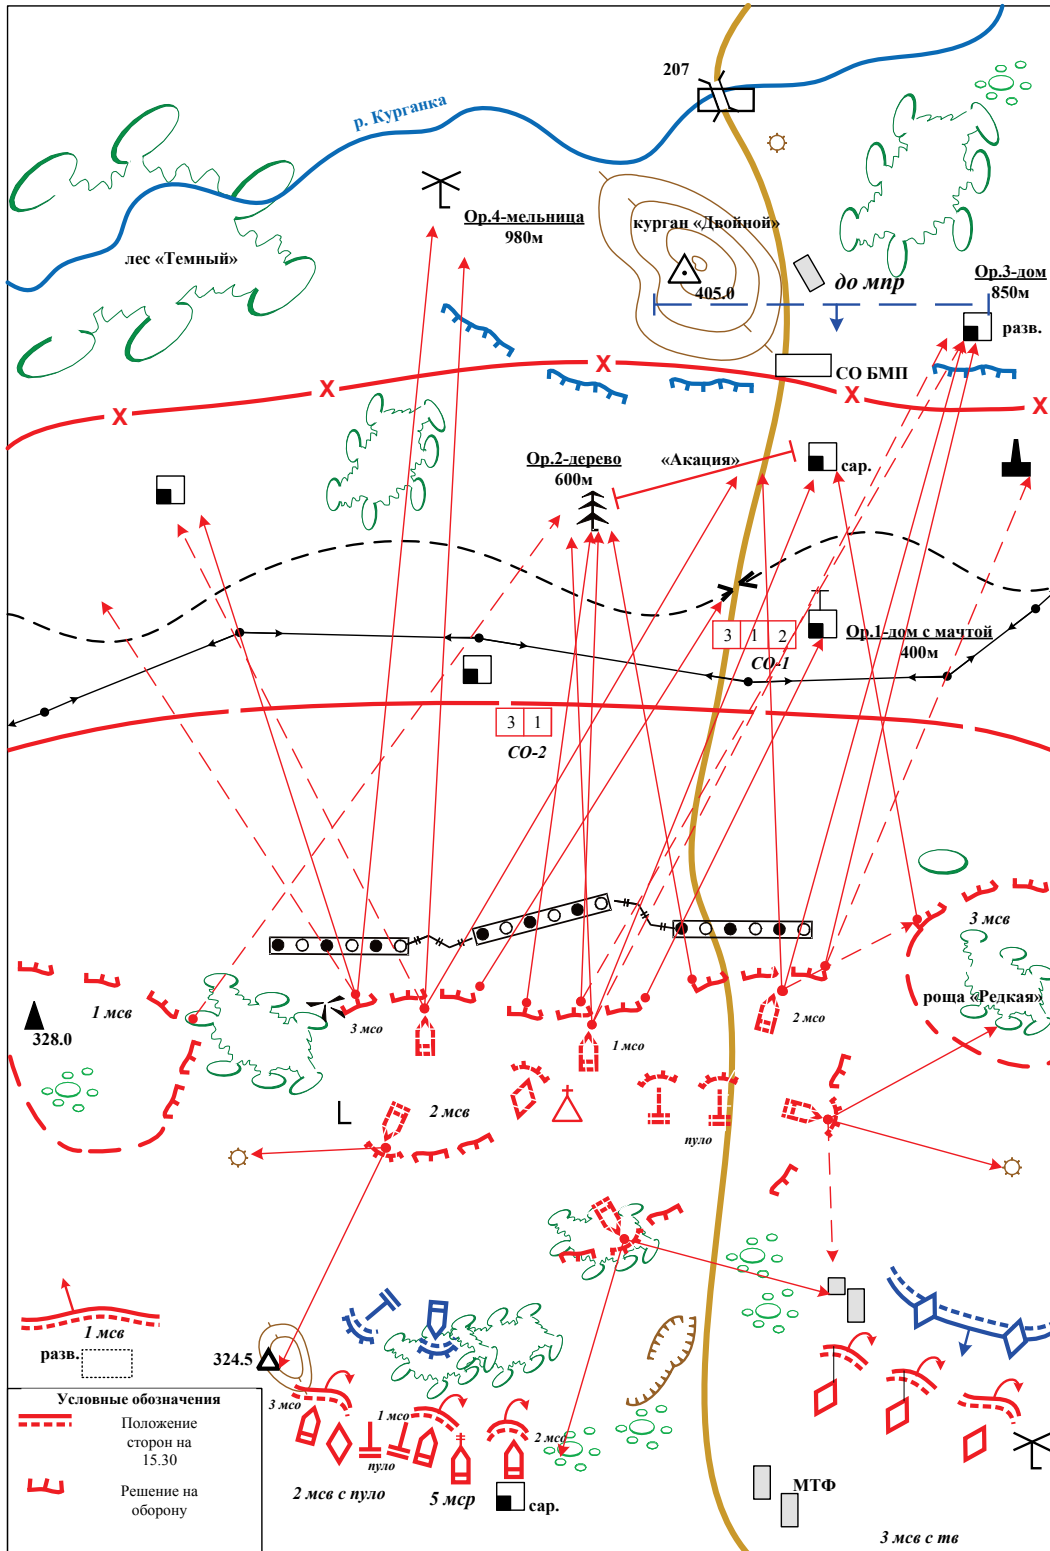 207
р. Курганка
Ор.4-мельница
980м
курган «Двойной»
лес «Темный»
405.0
до мпр
Ор.3-дом
850м
разв.
СО БМП
X
X
X
X
X
Ор.2-дерево
600м
«Акация»
сар.
3 1 2
СО-1
Ор.1-дом с мачтой
400м
3 1
СО-2
3 мсв
1 мсв
328.0
роща «Редкая»
3 мсо
1 мсо
2 мсо
2 мсв
пуло
1 мсв
разв.
324.5
3 мсо
1 мсо
2 мсо
пуло
2 мсв с пуло
5 мср
сар.
МТФ
3 мсв с тв
Условные обозначения
Положение
сторон на
15.30
Решение на
оборону